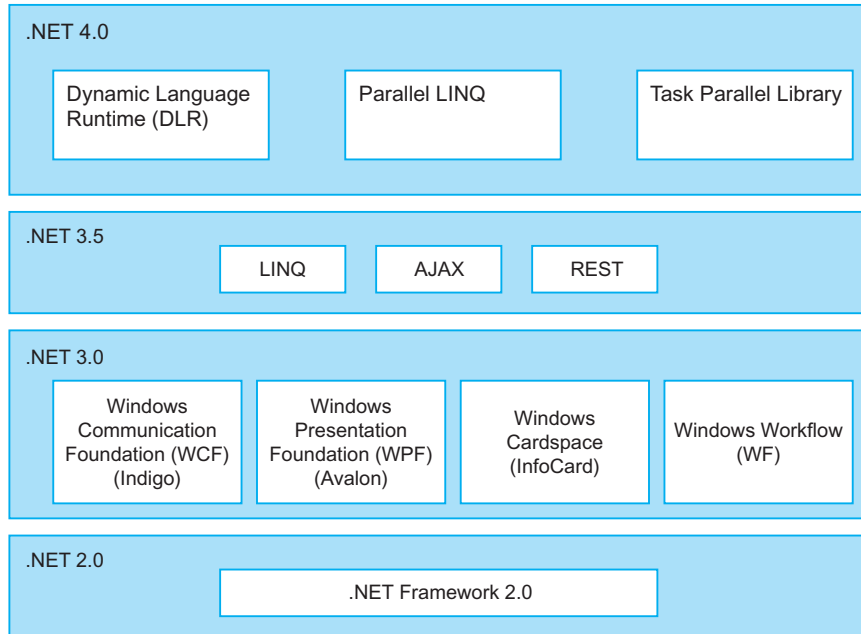 .NET 4.0
Dynamic Language
Runtime (DLR)
Parallel LINQ
Task Parallel Library
.NET 3.5
LINQ
AJAX
REST
.NET 3.0
Windows
Communication
Foundation (WCF)
(Indigo)
Windows
Presentation
Foundation (WPF)
(Avalon)
Windows
Cardspace
(InfoCard)
Windows Workflow
(WF)
.NET 2.0
.NET Framework 2.0